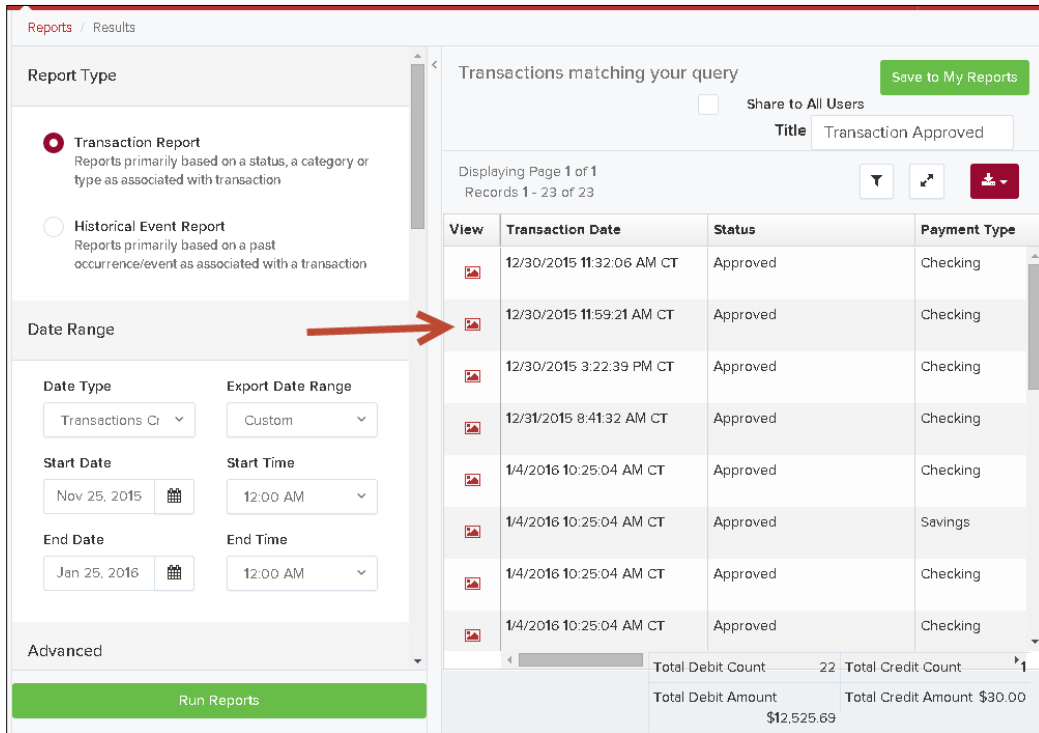 Reports / Results
Report Type
Transaction Report
Reports primarily based on a status, a category or
type as associated with transaction
Historical Event Report
Reports primarily based on a past
occurrence/event as associated with a transaction
Date Range
Date Type
Export Date Range
Transactions Cr
Custom
Start Date
Start Time
Nov 25, 2015
12:00 AM
End Date
End Time
Jan 25, 2016
12:00 AM
Advanced
Run Reports
Transactions matching your query
Save to My Reports
Share to All Users
Title
Transaction Approved
Displaying Page 1 of 1
Records 1 - 23 of 23
View Transaction Date Status Payment Type
12/30/2015 11:32:06 AM CT Approved Checking
12/30/2015 11:59:21 AM CT Approved Checking
12/30/2015 3:22:39 PM CT Approved Checking
12/31/2015 8:41:32 AM CT Approved Checking
1/4/2016 10:25:04 AM CT Approved Checking
1/4/2016 10:25:04 AM CT Approved Savings
1/4/2016 10:25:04 AM CT Approved Checking
1/4/2016 10:25:04 AM CT Approved Checking
Total Debit Count 22 Total Credit Count 1
Total Debit Amount Total Credit Amount $30.00
$12,525.69